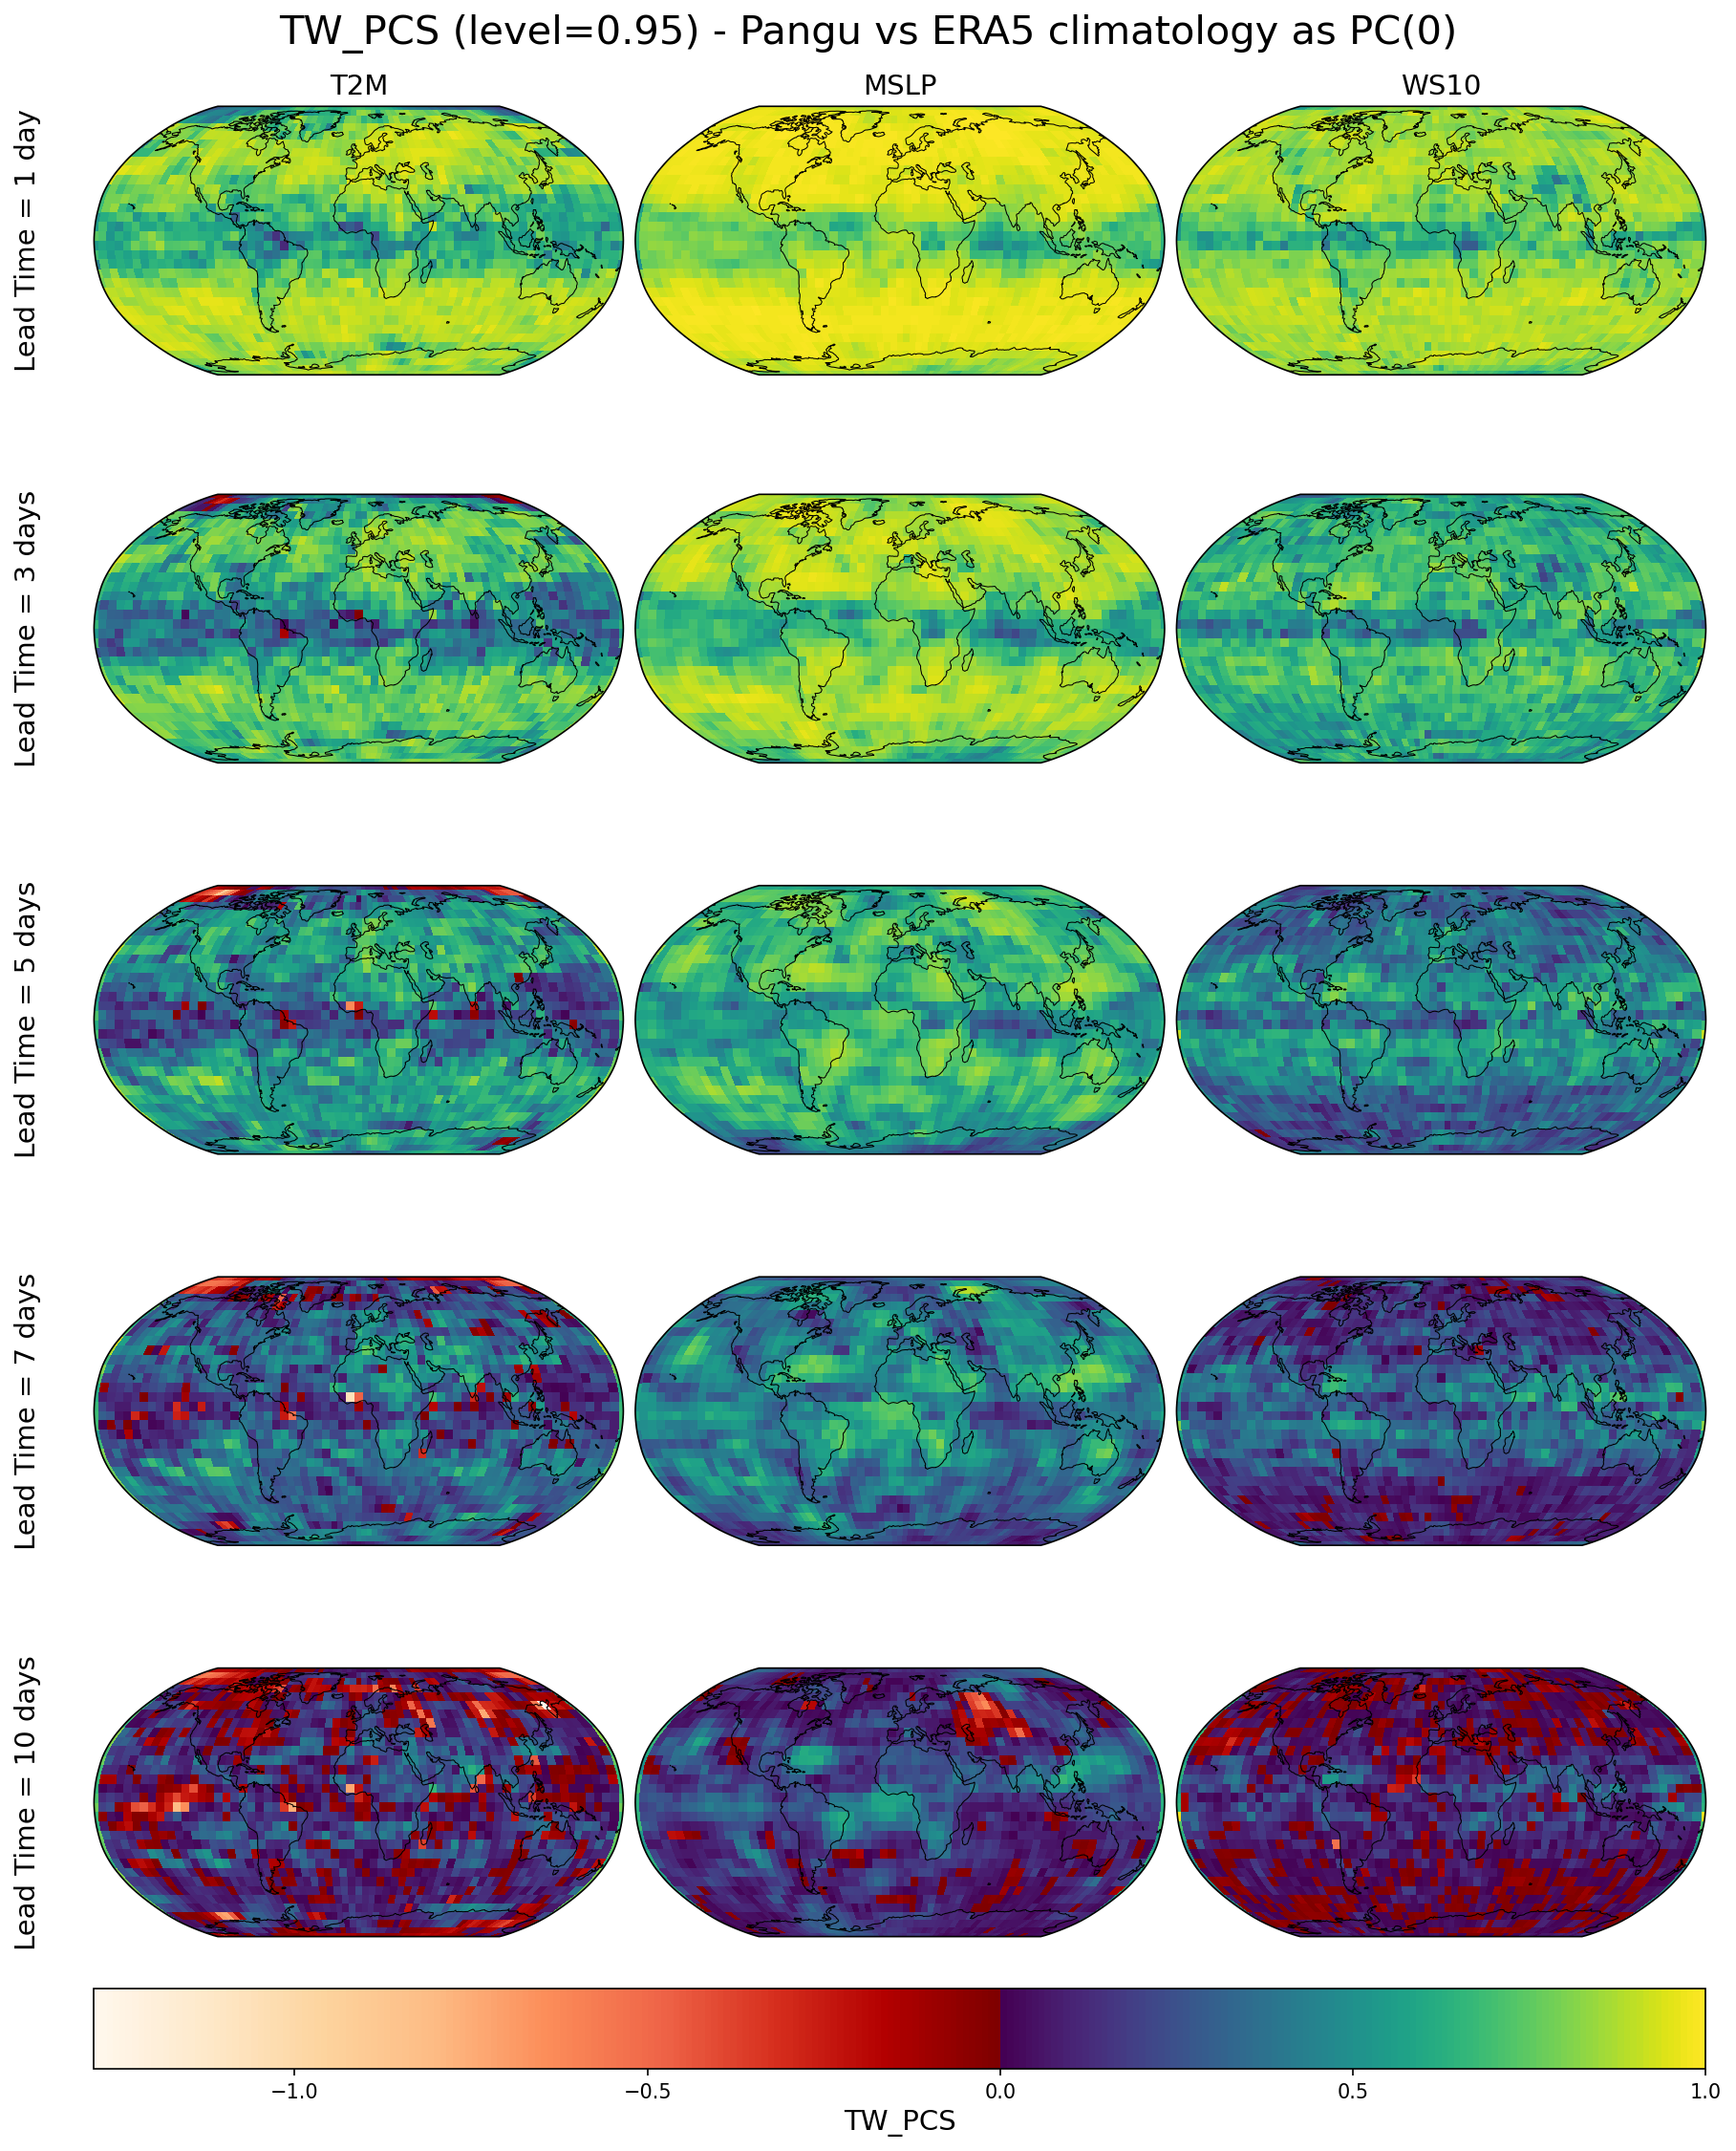 TW_PCS (level=0.95) - Pangu vs ERA5 climatology as PC(0)
T2M MSLP WS10
Lead Time = 1 day
Lead Time = 3 days
Lead Time = 5 days
Lead Time = 7 days
Lead Time = 10 days
−1.0 −0.5 0.0 0.5 1.0
TW_PCS